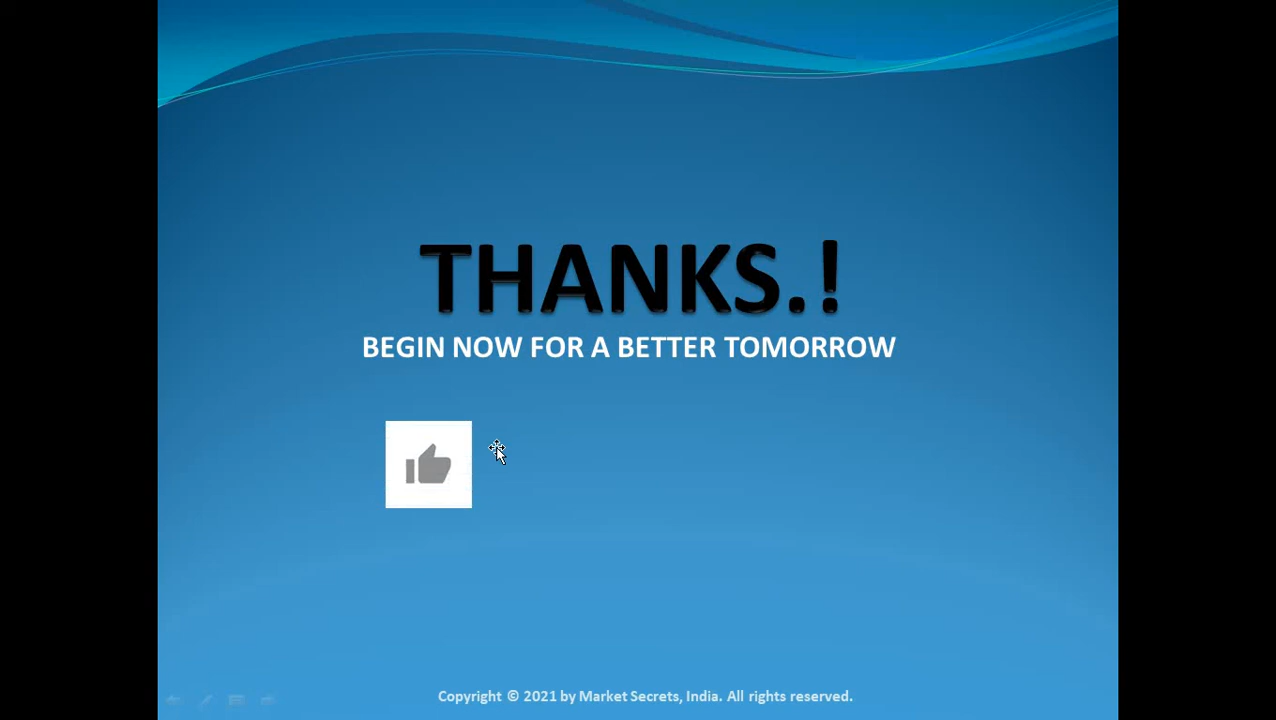 THANKS.!
BEGIN NOW FOR A BETTER TOMORROW
Copyright © 2021 by Market Secrets, India. All rights reserved.